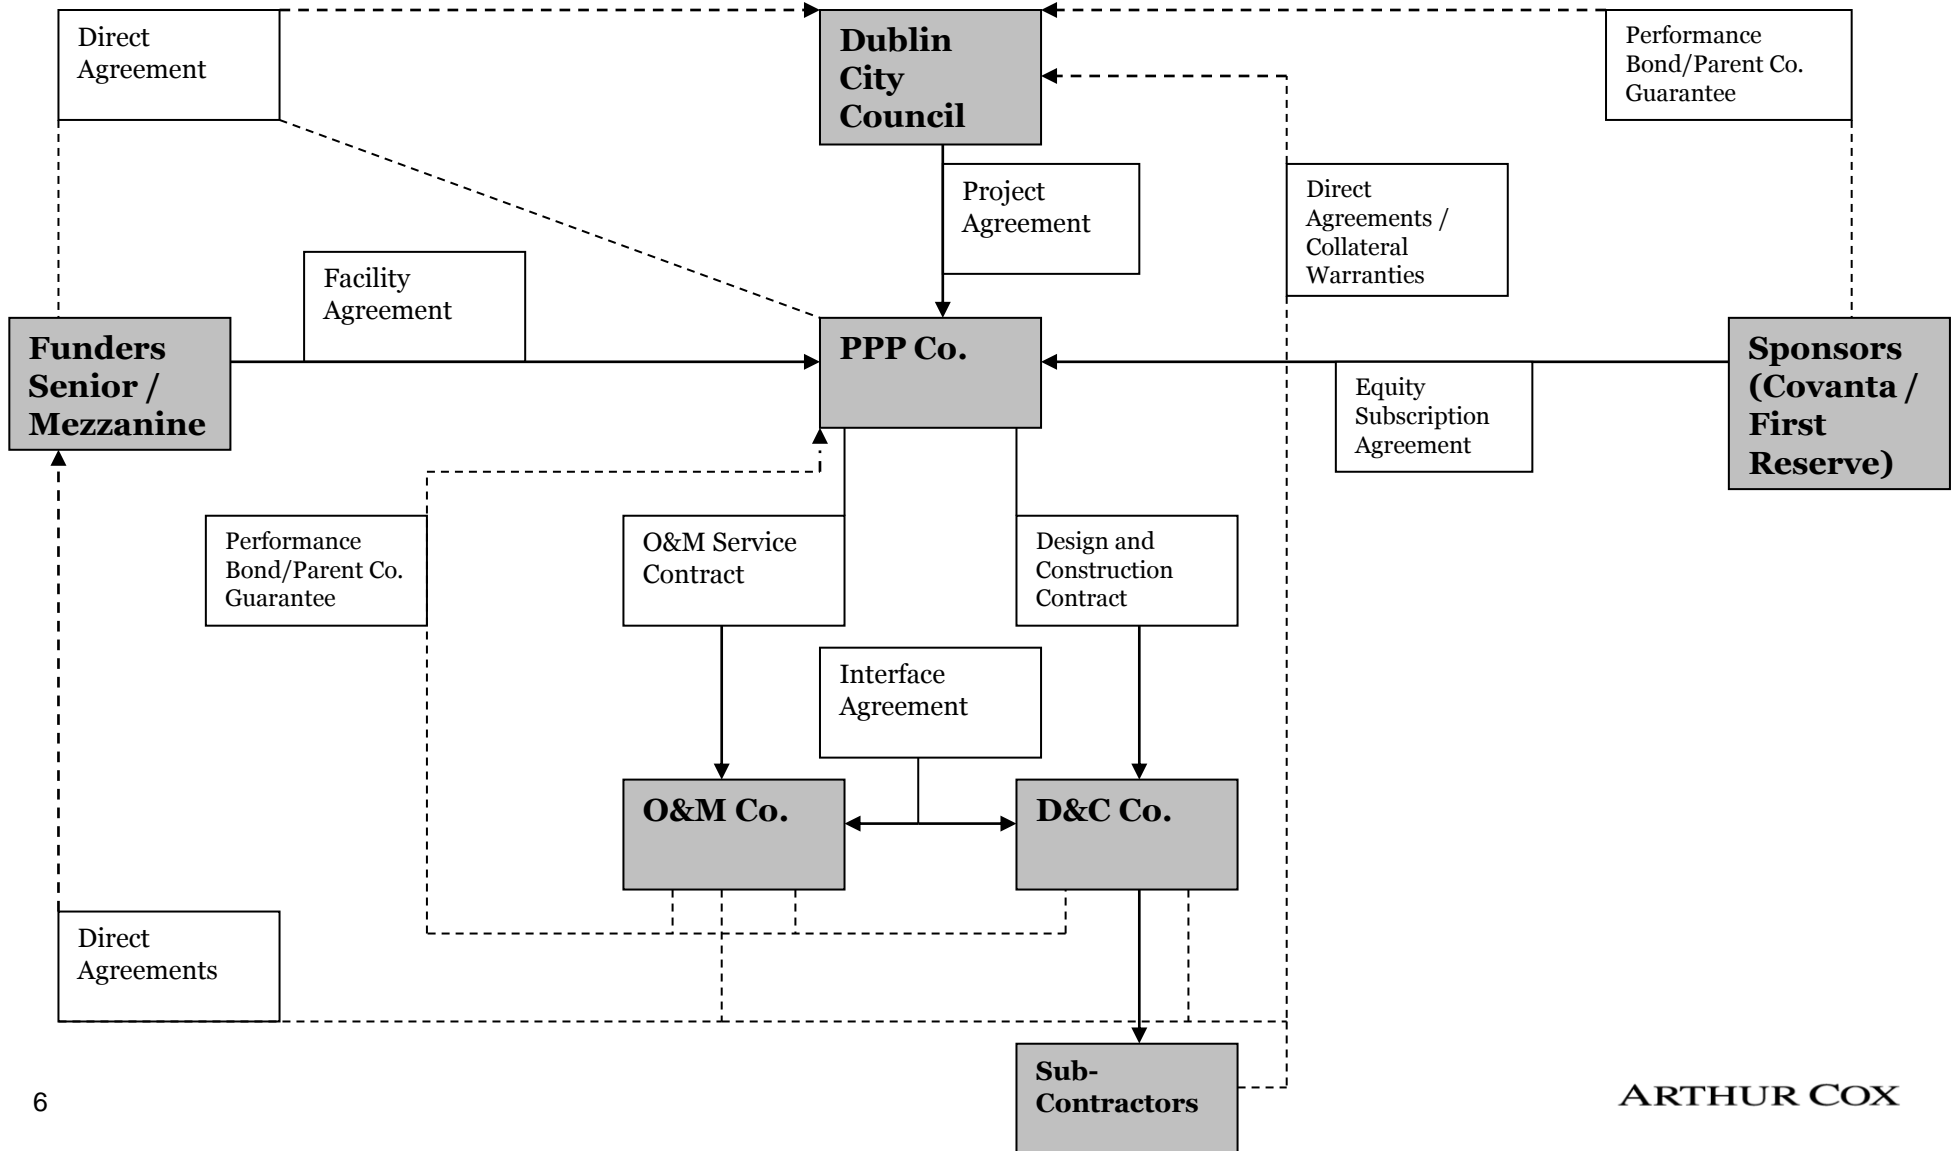 Direct
Agreement
Dublin
City
Council
Performance
Bond/Parent Co.
Guarantee
Project
Agreement
Direct
Agreements /
Collateral
Warranties
Facility
Agreement
Funders
Senior /
Mezzanine
PPP Co.
Equity
Subscription
Agreement
Sponsors
(Covanta /
First
Reserve)
Performance
Bond/Parent Co.
Guarantee
O&M Service
Contract
Design and
Construction
Contract
Interface
Agreement
O&M Co.
D&C Co.
Direct
Agreements
Sub-
Contractors
6
ARTHUR COX